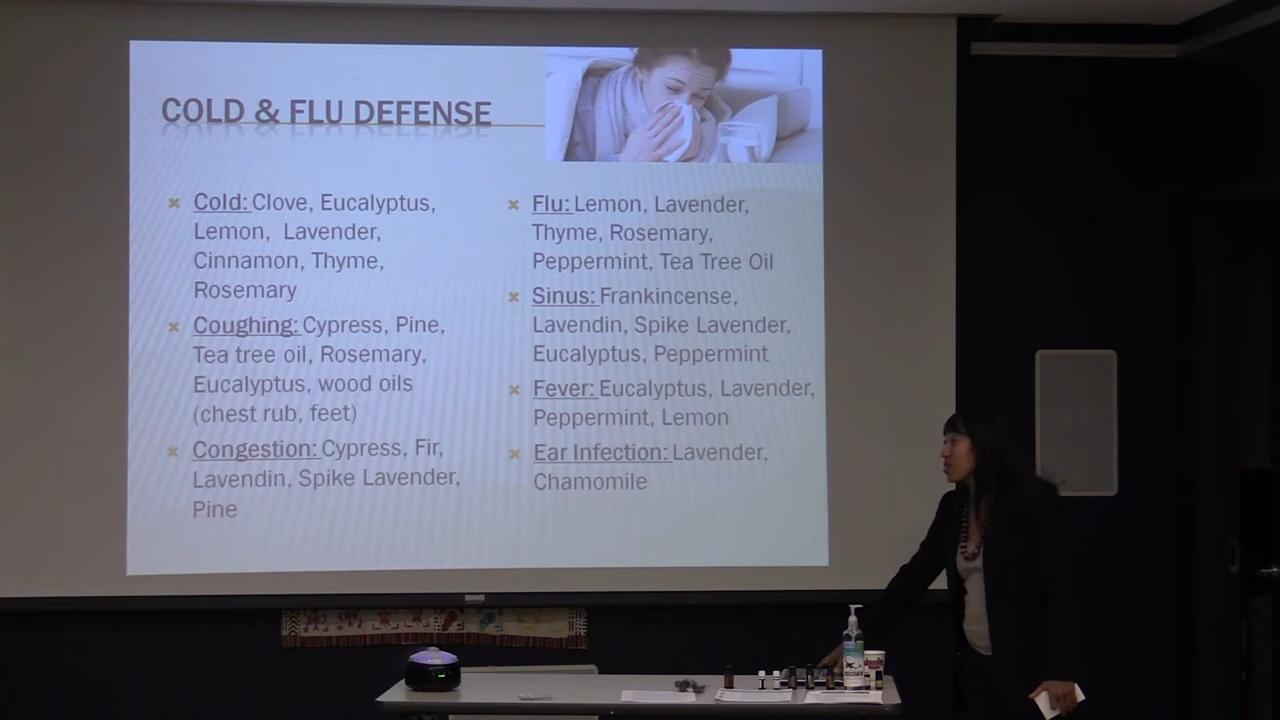 COLD & FLU DEFENSE
Cold: Clove, Eucalyptus,
Lemon, Lavender,
Cinnamon, Thyme,
Rosemary
Coughing: Cypress, Pine,
Tea tree oil, Rosemary,
Eucalyptus, wood oils
(chest rub, feet)
Congestion: Cypress, Fir,
Lavendin, Spike Lavender,
Pine
Flu: Lemon, Lavender,
Thyme, Rosemary,
Peppermint, Tea Tree Oil
Sinus: Frankincense,
Lavendin, Spike Lavender,
Eucalyptus, Peppermint
Fever: Eucalyptus, Lavender,
Peppermint, Lemon
Ear Infection: Lavender,
Chamomile